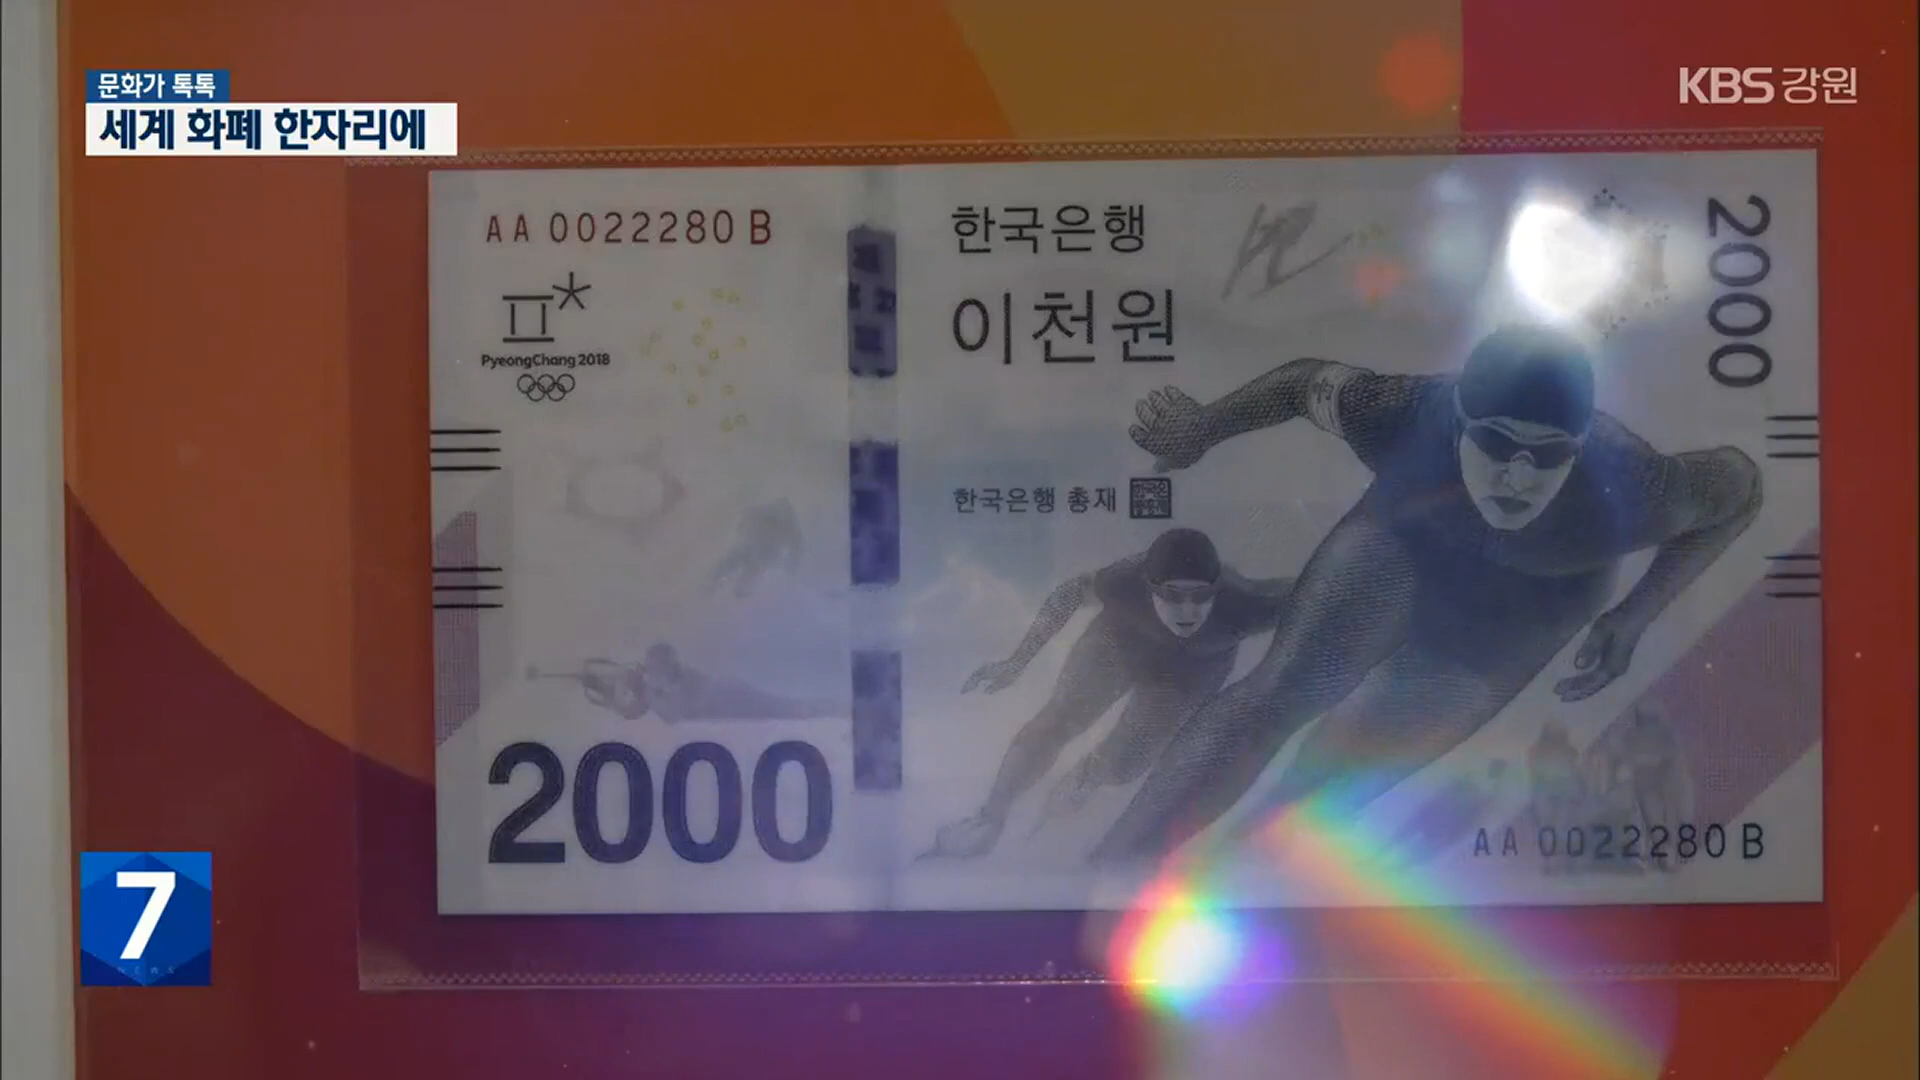 문화가 톡톡
세계 화폐 한자리에
KBS 강원
AA 0022280 B
PyeongChang 2018
한국은행
이천원
2000
한국은행 총재
2000
AA 0022280 B
7
NEWS